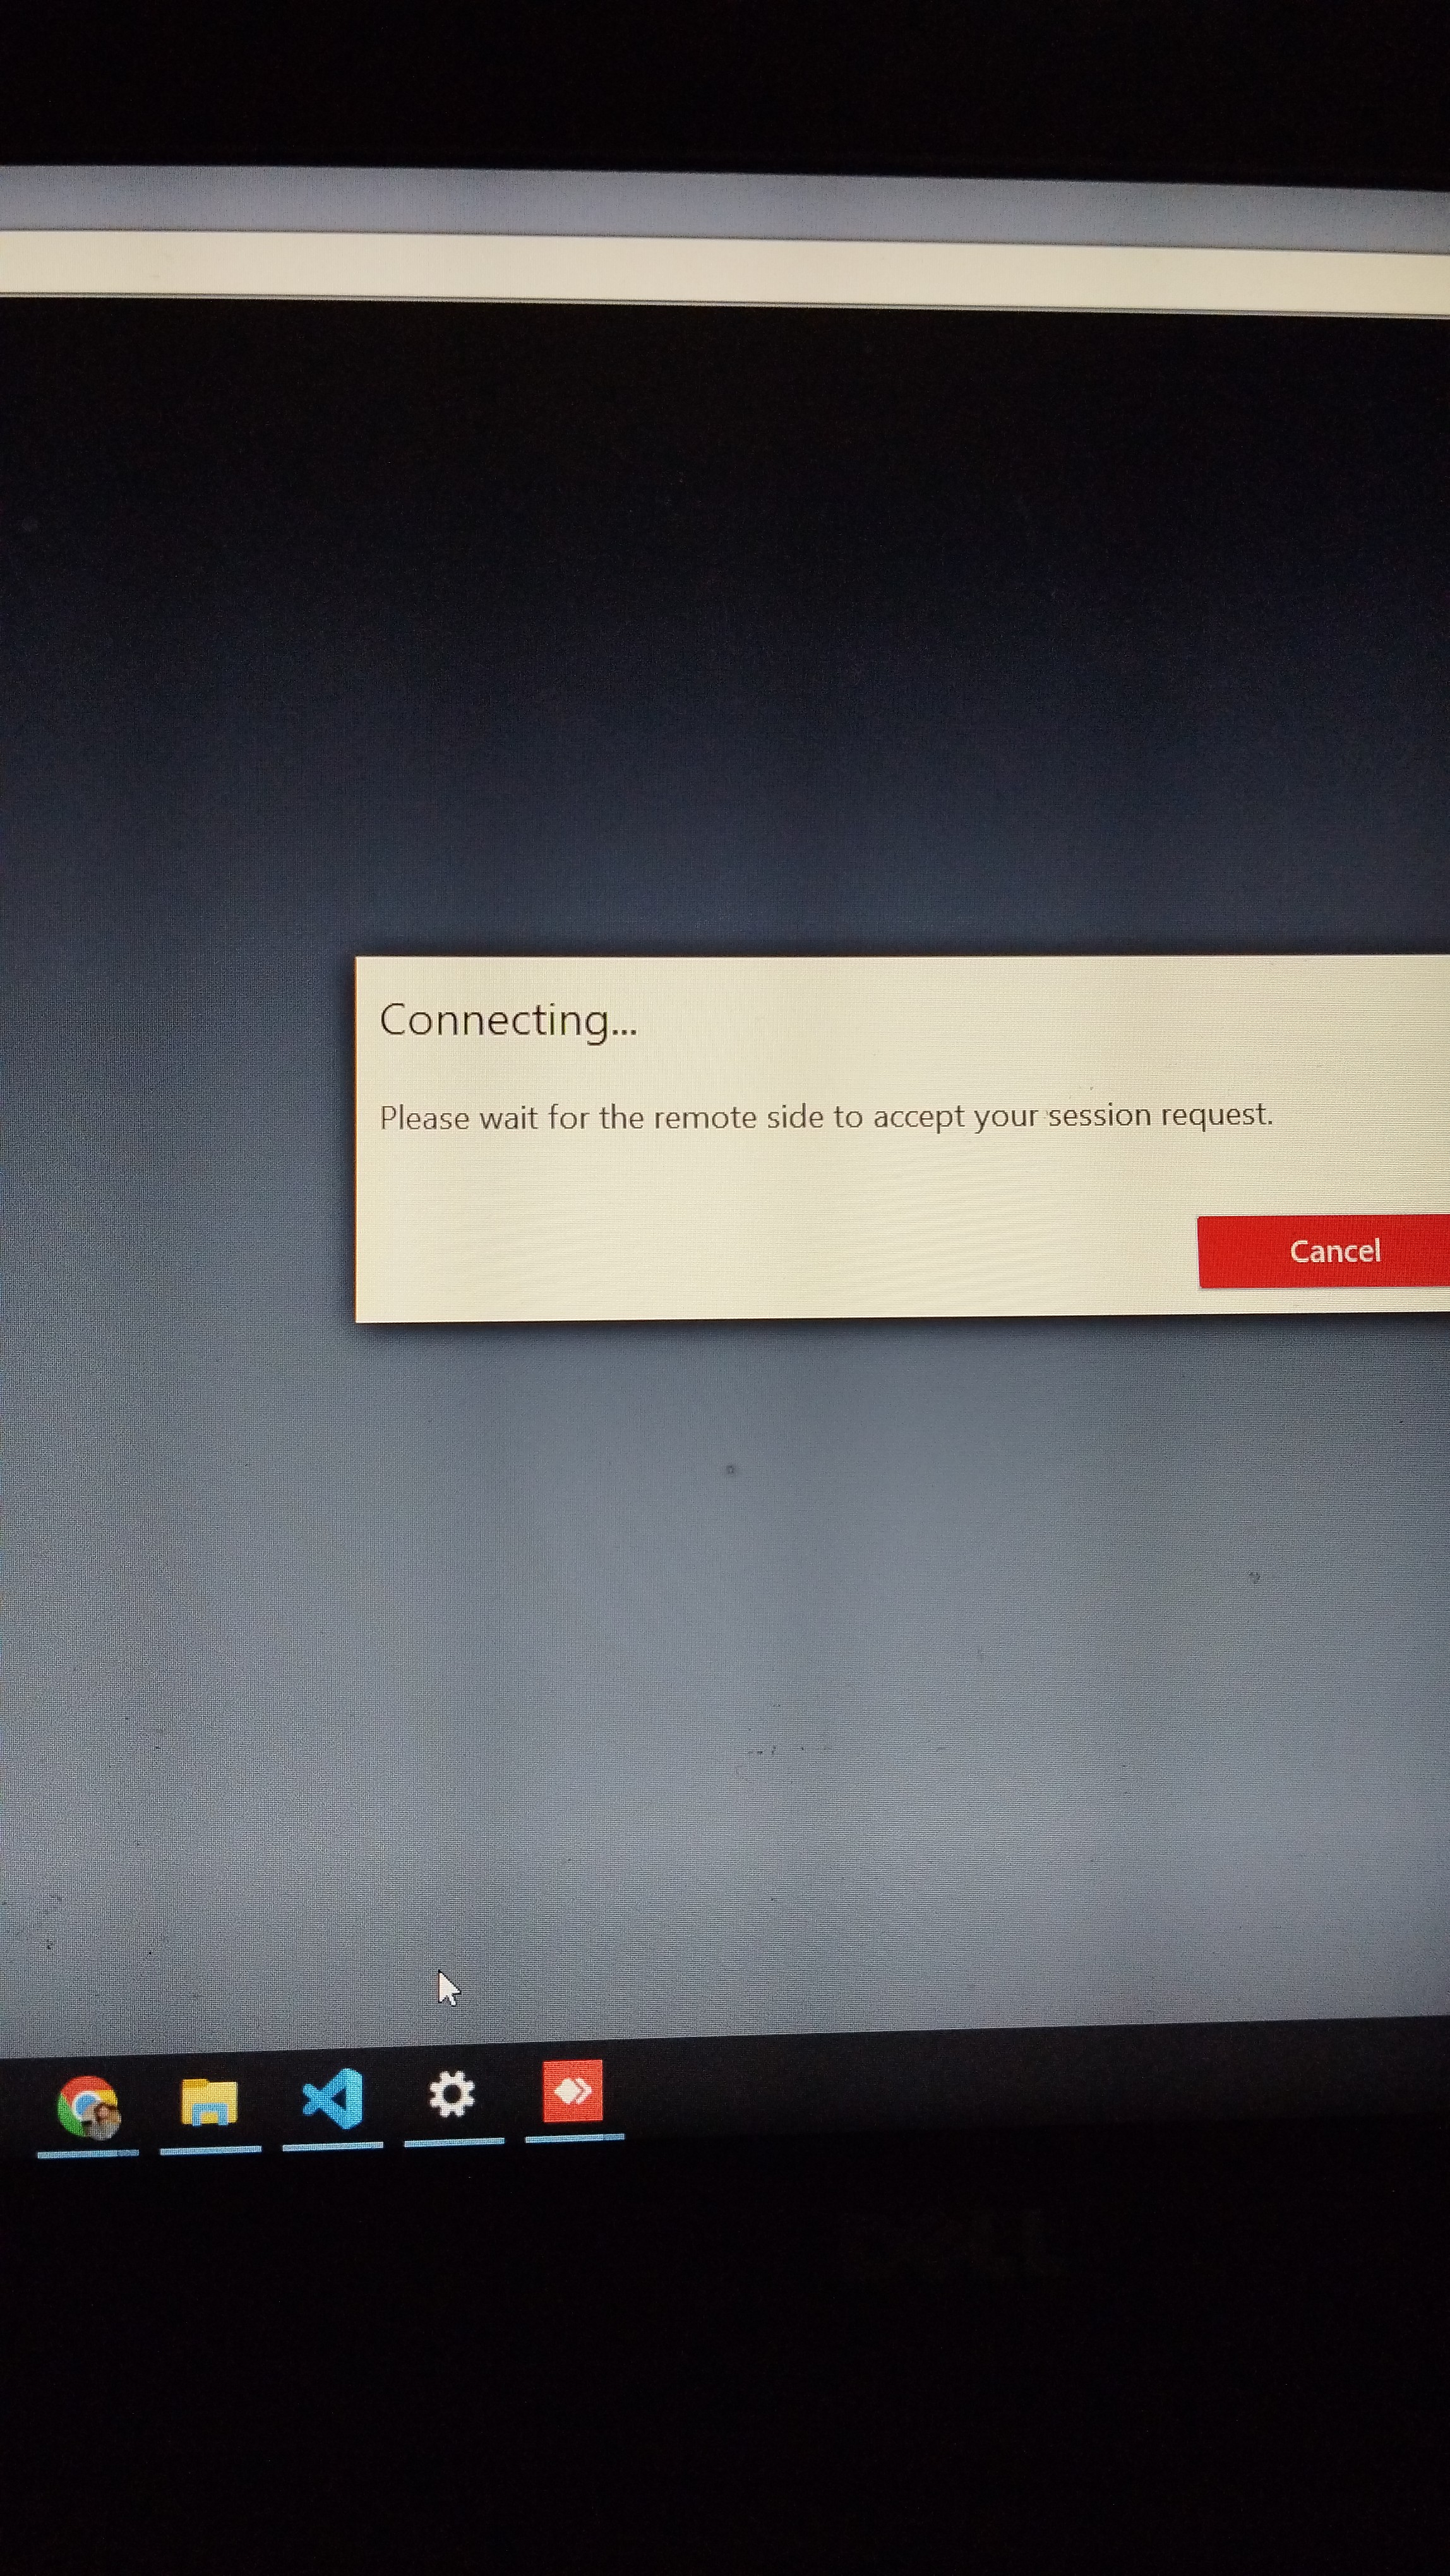 Connecting...
Please wait for the remote side to accept your session request.
Cancel